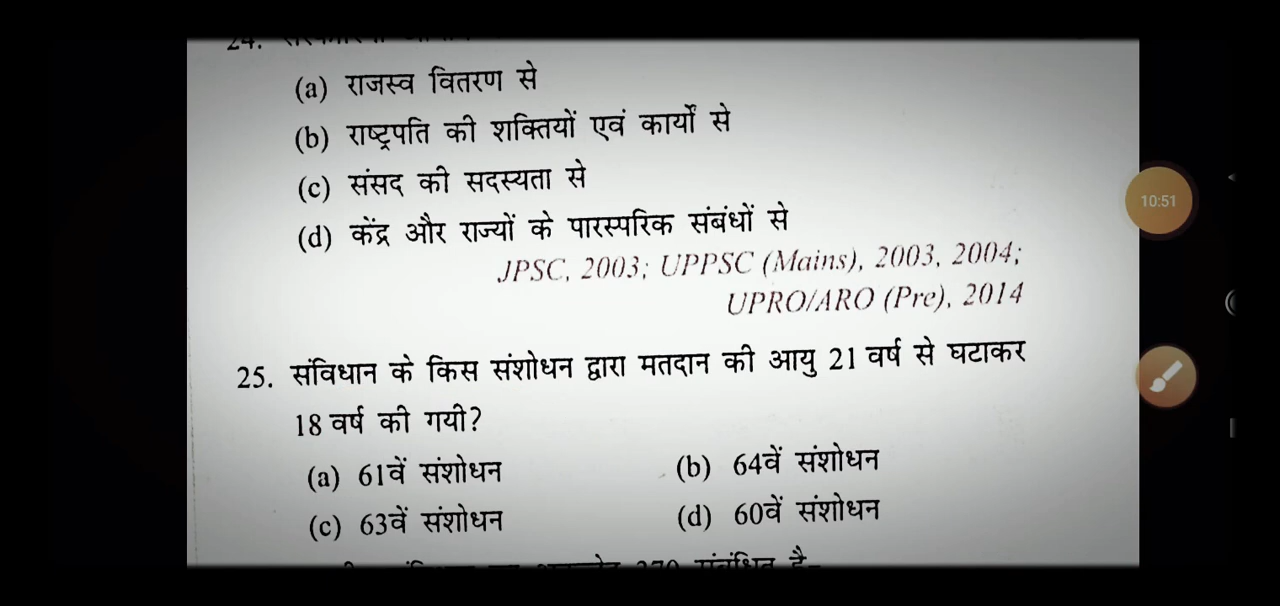 24.
(a) राजस्व वितरण से
(b) राष्ट्रपति की शक्तियों एवं कार्यों से
(c) संसद की सदस्यता से
(d) केंद्र और राज्यों के पारस्परिक संबंधों से
JPSC, 2003; UPPSC (Mains), 2003, 2004;
UPRO/ARO (Pre), 2014
25. संविधान के किस संशोधन द्वारा मतदान की आयु 21 वर्ष से घटाकर
18 वर्ष की गयी?
(a) 61वें संशोधन (b) 64वें संशोधन
(c) 63वें संशोधन (d) 60वें संशोधन
370 संबंधित है-
10:51